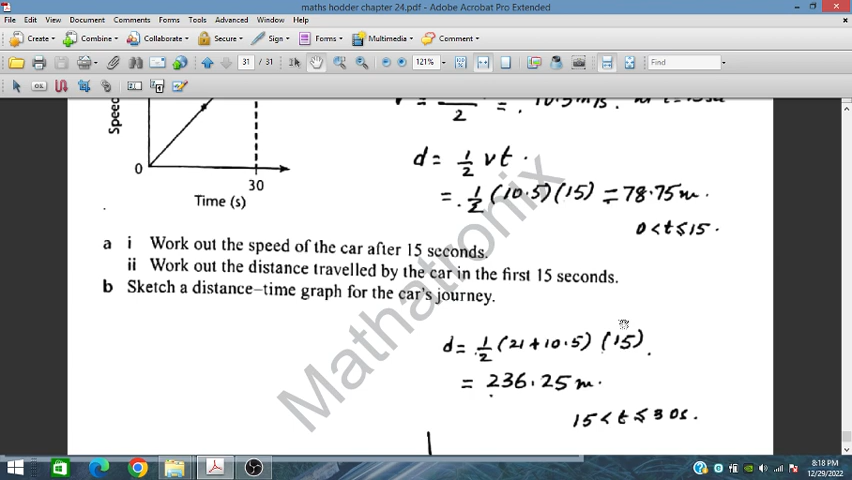 maths hodder chapter 24.pdf - Adobe Acrobat Pro Extended
File Edit View Document Comments Forms Tools Advanced Window Help
Create Combine Collaborate Secure Sign Forms Multimedia Comment
31 / 31 121% Find
Speed
2
d = 1/2 vt.
= 1/2 (10.5)(15) = 78.75 m.
0 < t ≤ 15.
0
30
Time (s)
a i Work out the speed of the car after 15 seconds.
ii Work out the distance travelled by the car in the first 15 seconds.
b Sketch a distance–time graph for the car's journey.
d = 1/2 (21 + 10.5) (15).
= 236.25 m.
15 < t ≤ 30s.
Mathatronix
8:18 PM
12/29/2022